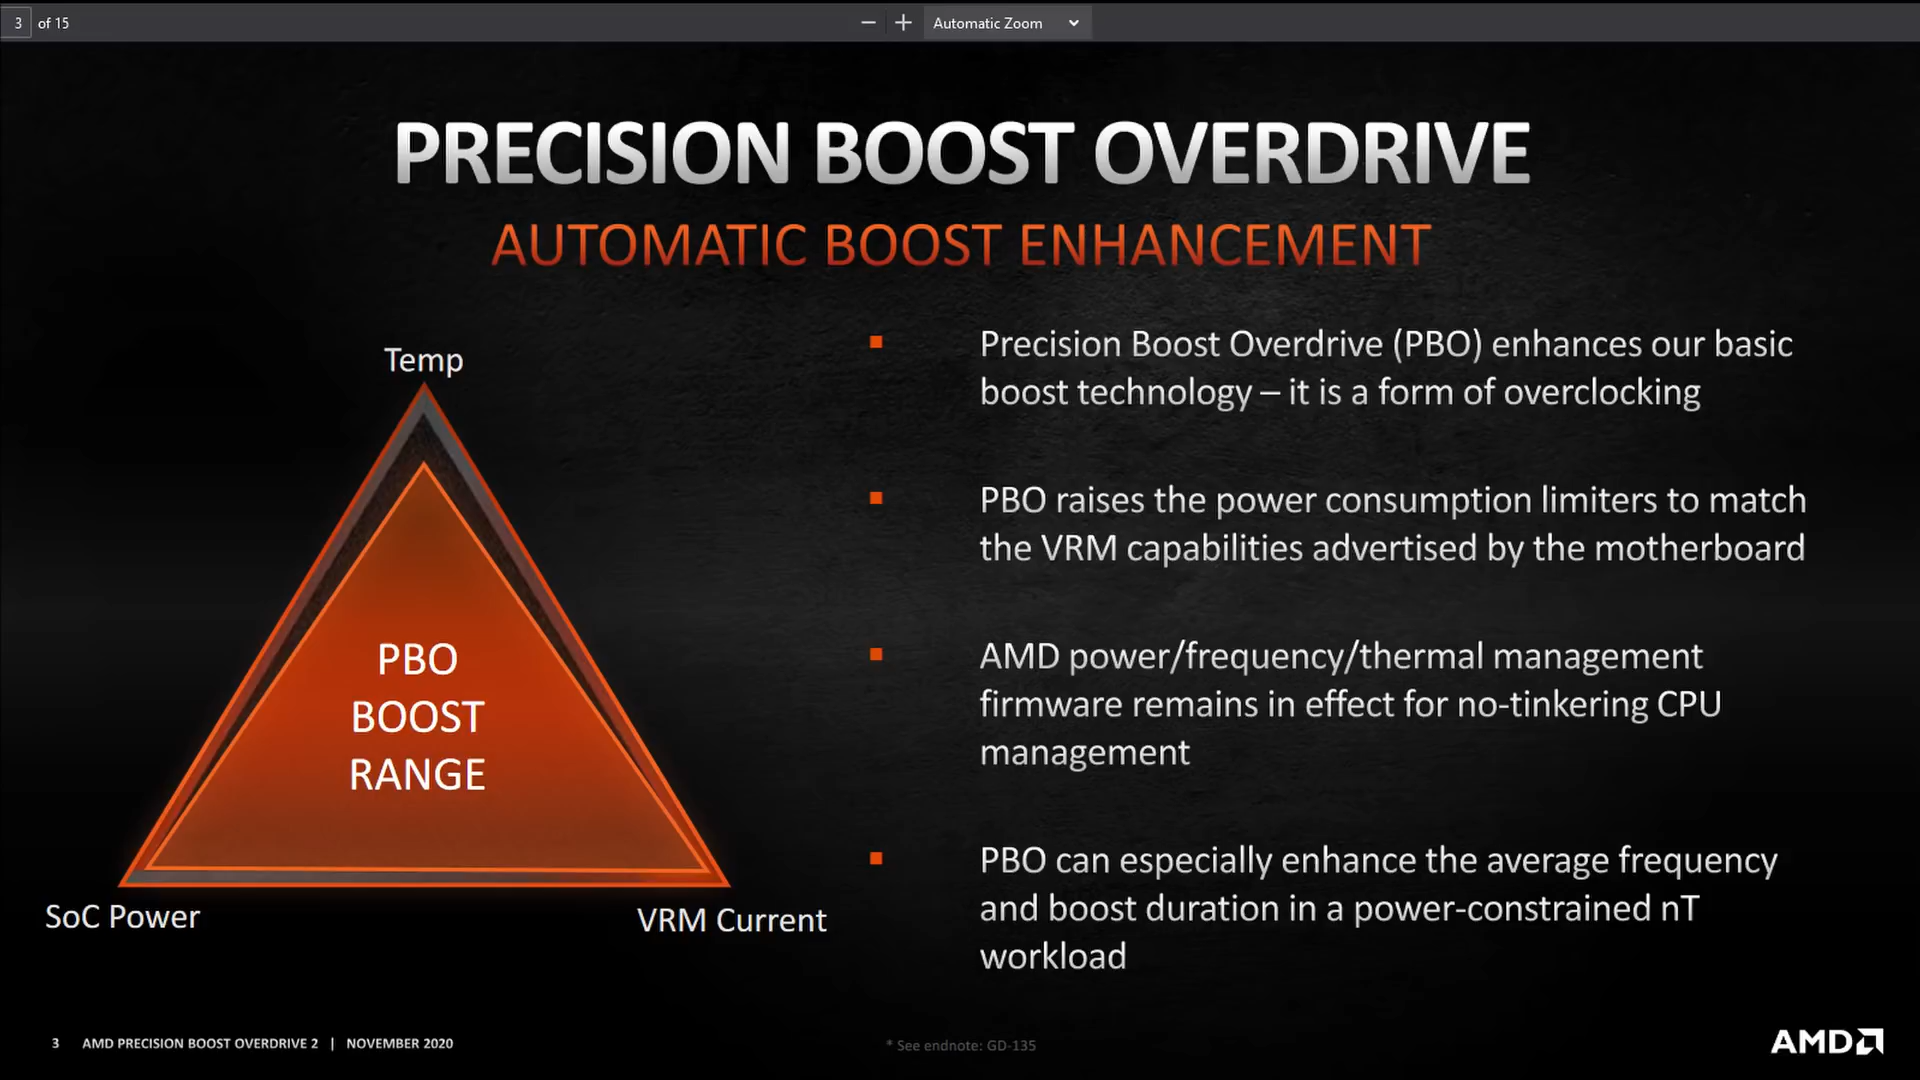 3 of 15
Automatic Zoom
PRECISION BOOST OVERDRIVE
AUTOMATIC BOOST ENHANCEMENT
Temp
PBO
BOOST
RANGE
SoC Power
VRM Current
Precision Boost Overdrive (PBO) enhances our basic
boost technology – it is a form of overclocking
PBO raises the power consumption limiters to match
the VRM capabilities advertised by the motherboard
AMD power/frequency/thermal management
firmware remains in effect for no-tinkering CPU
management
PBO can especially enhance the average frequency
and boost duration in a power-constrained nT
workload
3 AMD PRECISION BOOST OVERDRIVE 2 | NOVEMBER 2020
* See endnote: GD-135
AMD